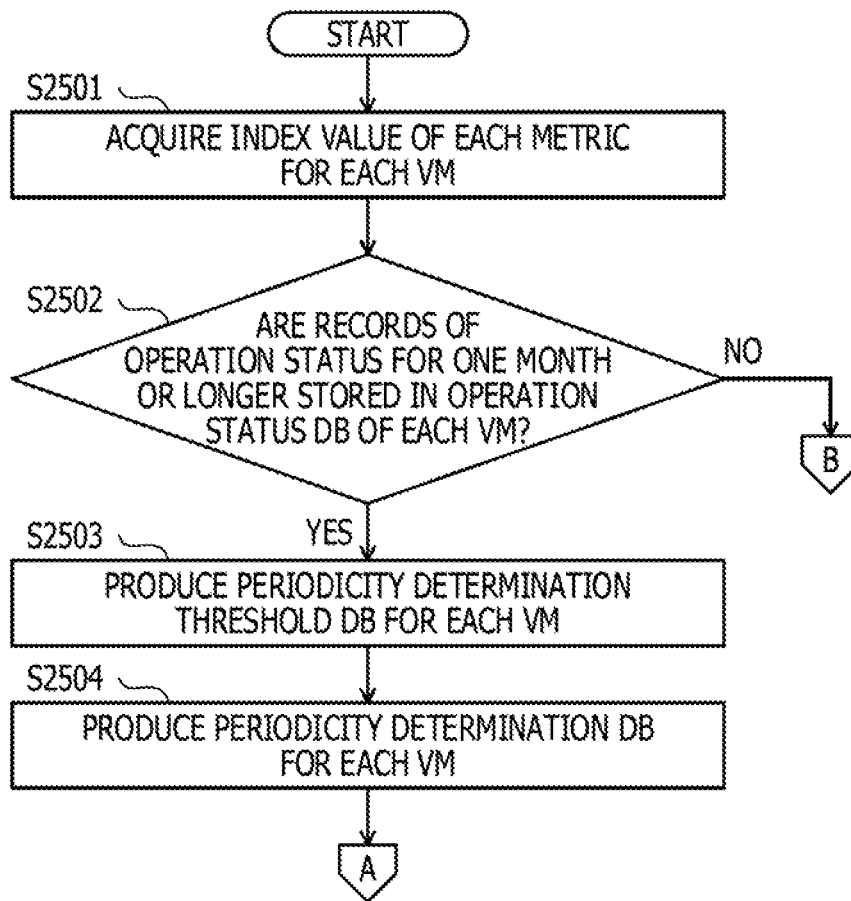 START
S2501
ACQUIRE INDEX VALUE OF EACH METRIC
FOR EACH VM
S2502
ARE RECORDS OF
OPERATION STATUS FOR ONE MONTH
OR LONGER STORED IN OPERATION
STATUS DB OF EACH VM?
NO
B
YES
S2503
PRODUCE PERIODICITY DETERMINATION
THRESHOLD DB FOR EACH VM
S2504
PRODUCE PERIODICITY DETERMINATION DB
FOR EACH VM
A